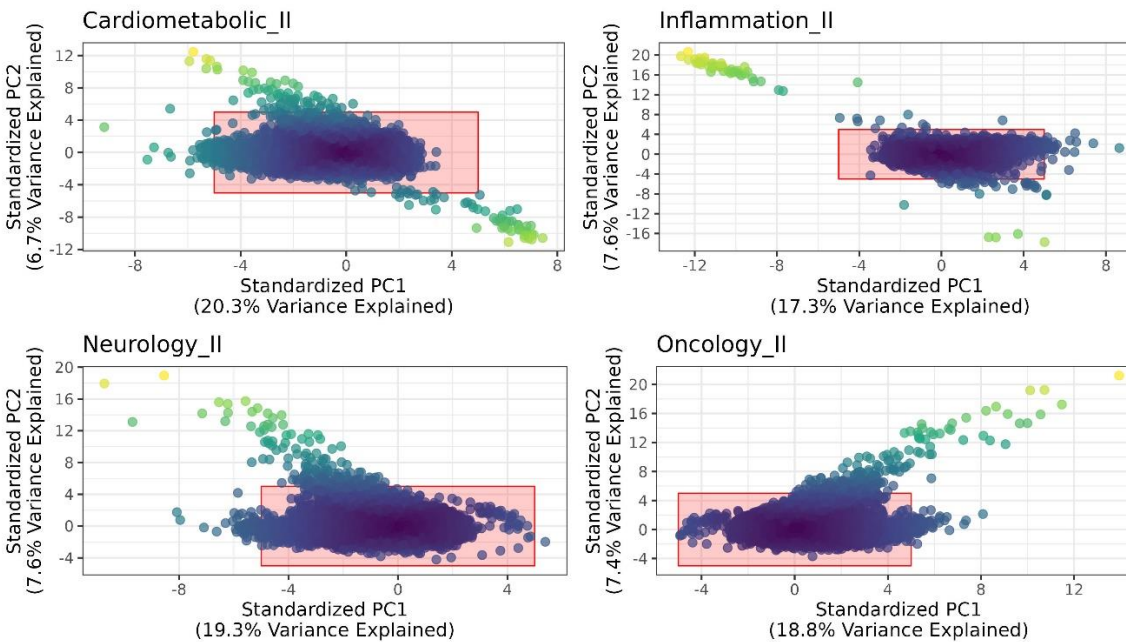 Cardiometabolic_II
Standardized PC2
(6.7% Variance Explained)
12
8
4
0
-4
-8
-12
-8
-4
0
4
8
Standardized PC1
(20.3% Variance Explained)
Inflammation_II
Standardized PC2
(7.6% Variance Explained)
20
16
12
8
4
0
-4
-8
-12
-16
-12
-8
-4
0
4
8
Standardized PC1
(17.3% Variance Explained)
Neurology_II
Standardized PC2
(7.6% Variance Explained)
20
16
12
8
4
0
-4
-8
-4
0
4
Standardized PC1
(19.3% Variance Explained)
Oncology_II
Standardized PC2
(7.4% Variance Explained)
20
16
12
8
4
0
-4
-4
0
4
8
12
Standardized PC1
(18.8% Variance Explained)